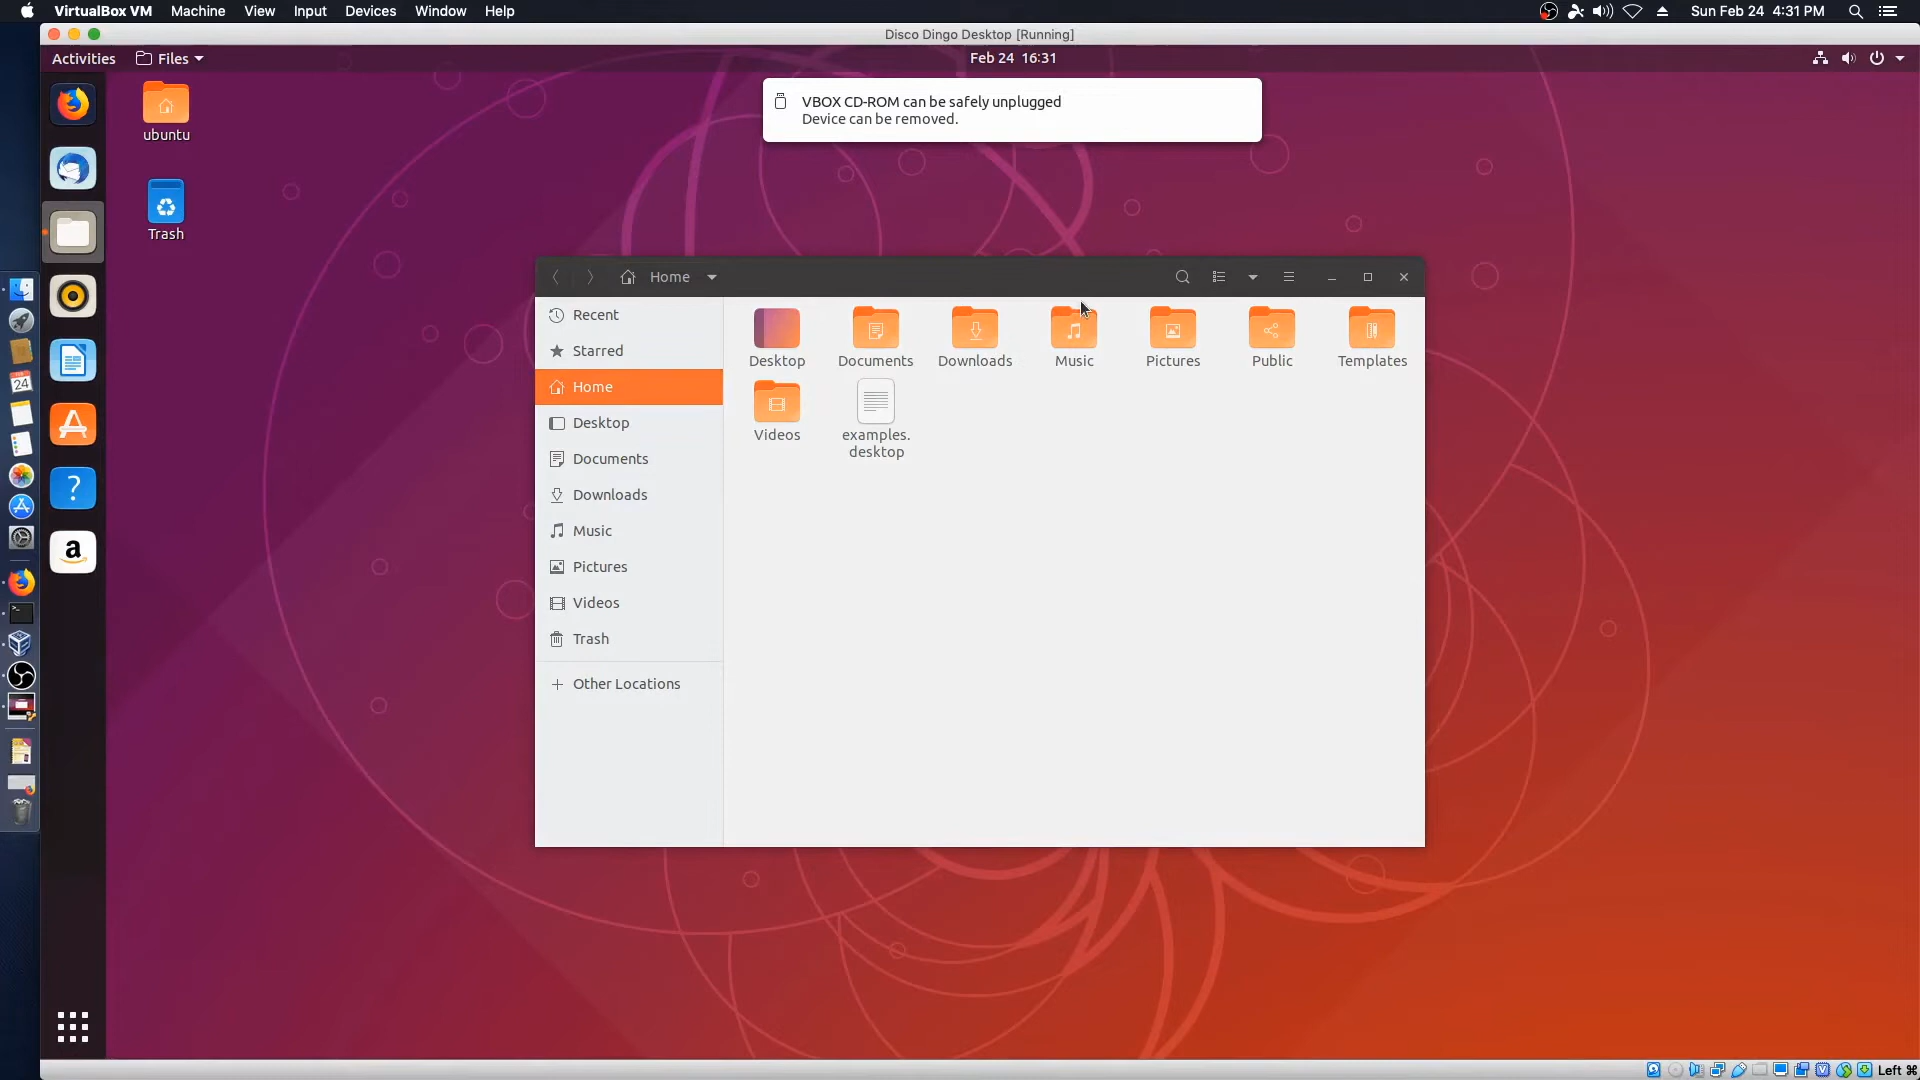 VirtualBox VM Machine View Input Devices Window Help Sun Feb 24 4:31 PM
Disco Dingo Desktop [Running]
Activities Files Feb 24 16:31
VBOX CD-ROM can be safely unplugged
Device can be removed.
ubuntu
Trash
Home
Recent
Starred
Home
Desktop
Documents
Downloads
Music
Pictures
Videos
Trash
Other Locations
Desktop Documents Downloads Music Pictures Public Templates
Videos examples.
desktop
24
?
a
Left ⌘